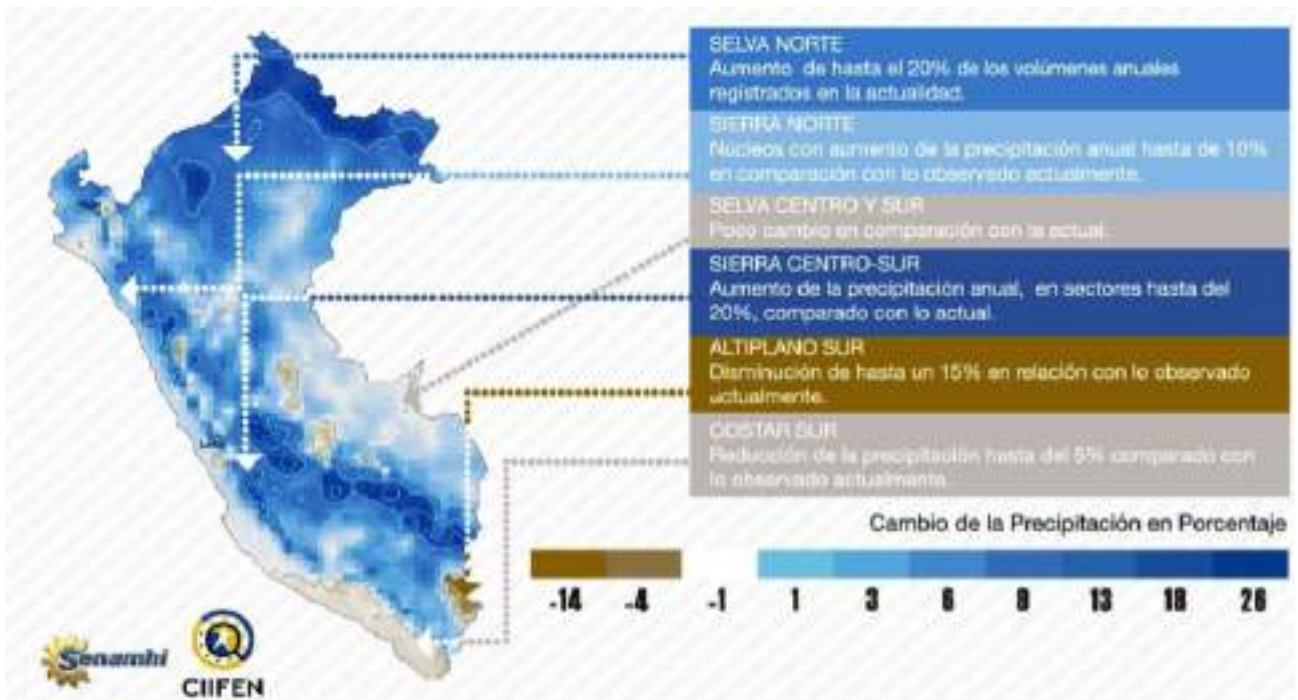 SELVA NORTE
Aumento de hasta el 20% de los volúmenes anuales
registrados en la actualidad.
SIERRA NORTE
Núcleos con aumento de la precipitación anual hasta de 10%
en comparación con lo observado actualmente.
SELVA CENTRO Y SUR
Poco cambio en comparación con la actual.
SIERRA CENTRO-SUR
Aumento de la precipitación anual, en sectores hasta del
20%, comparado con lo actual.
ALTIPLANO SUR
Disminución de hasta un 15% en relación con lo observado
actualmente.
COSTAR SUR
Reducción de la precipitación hasta del 5% comparado con
lo observado actualmente.
Lima
Cambio de la Precipitación en Porcentaje
-14 -4 -1 1 3 6 9 13 18 26
Senamhi
CIIFEN